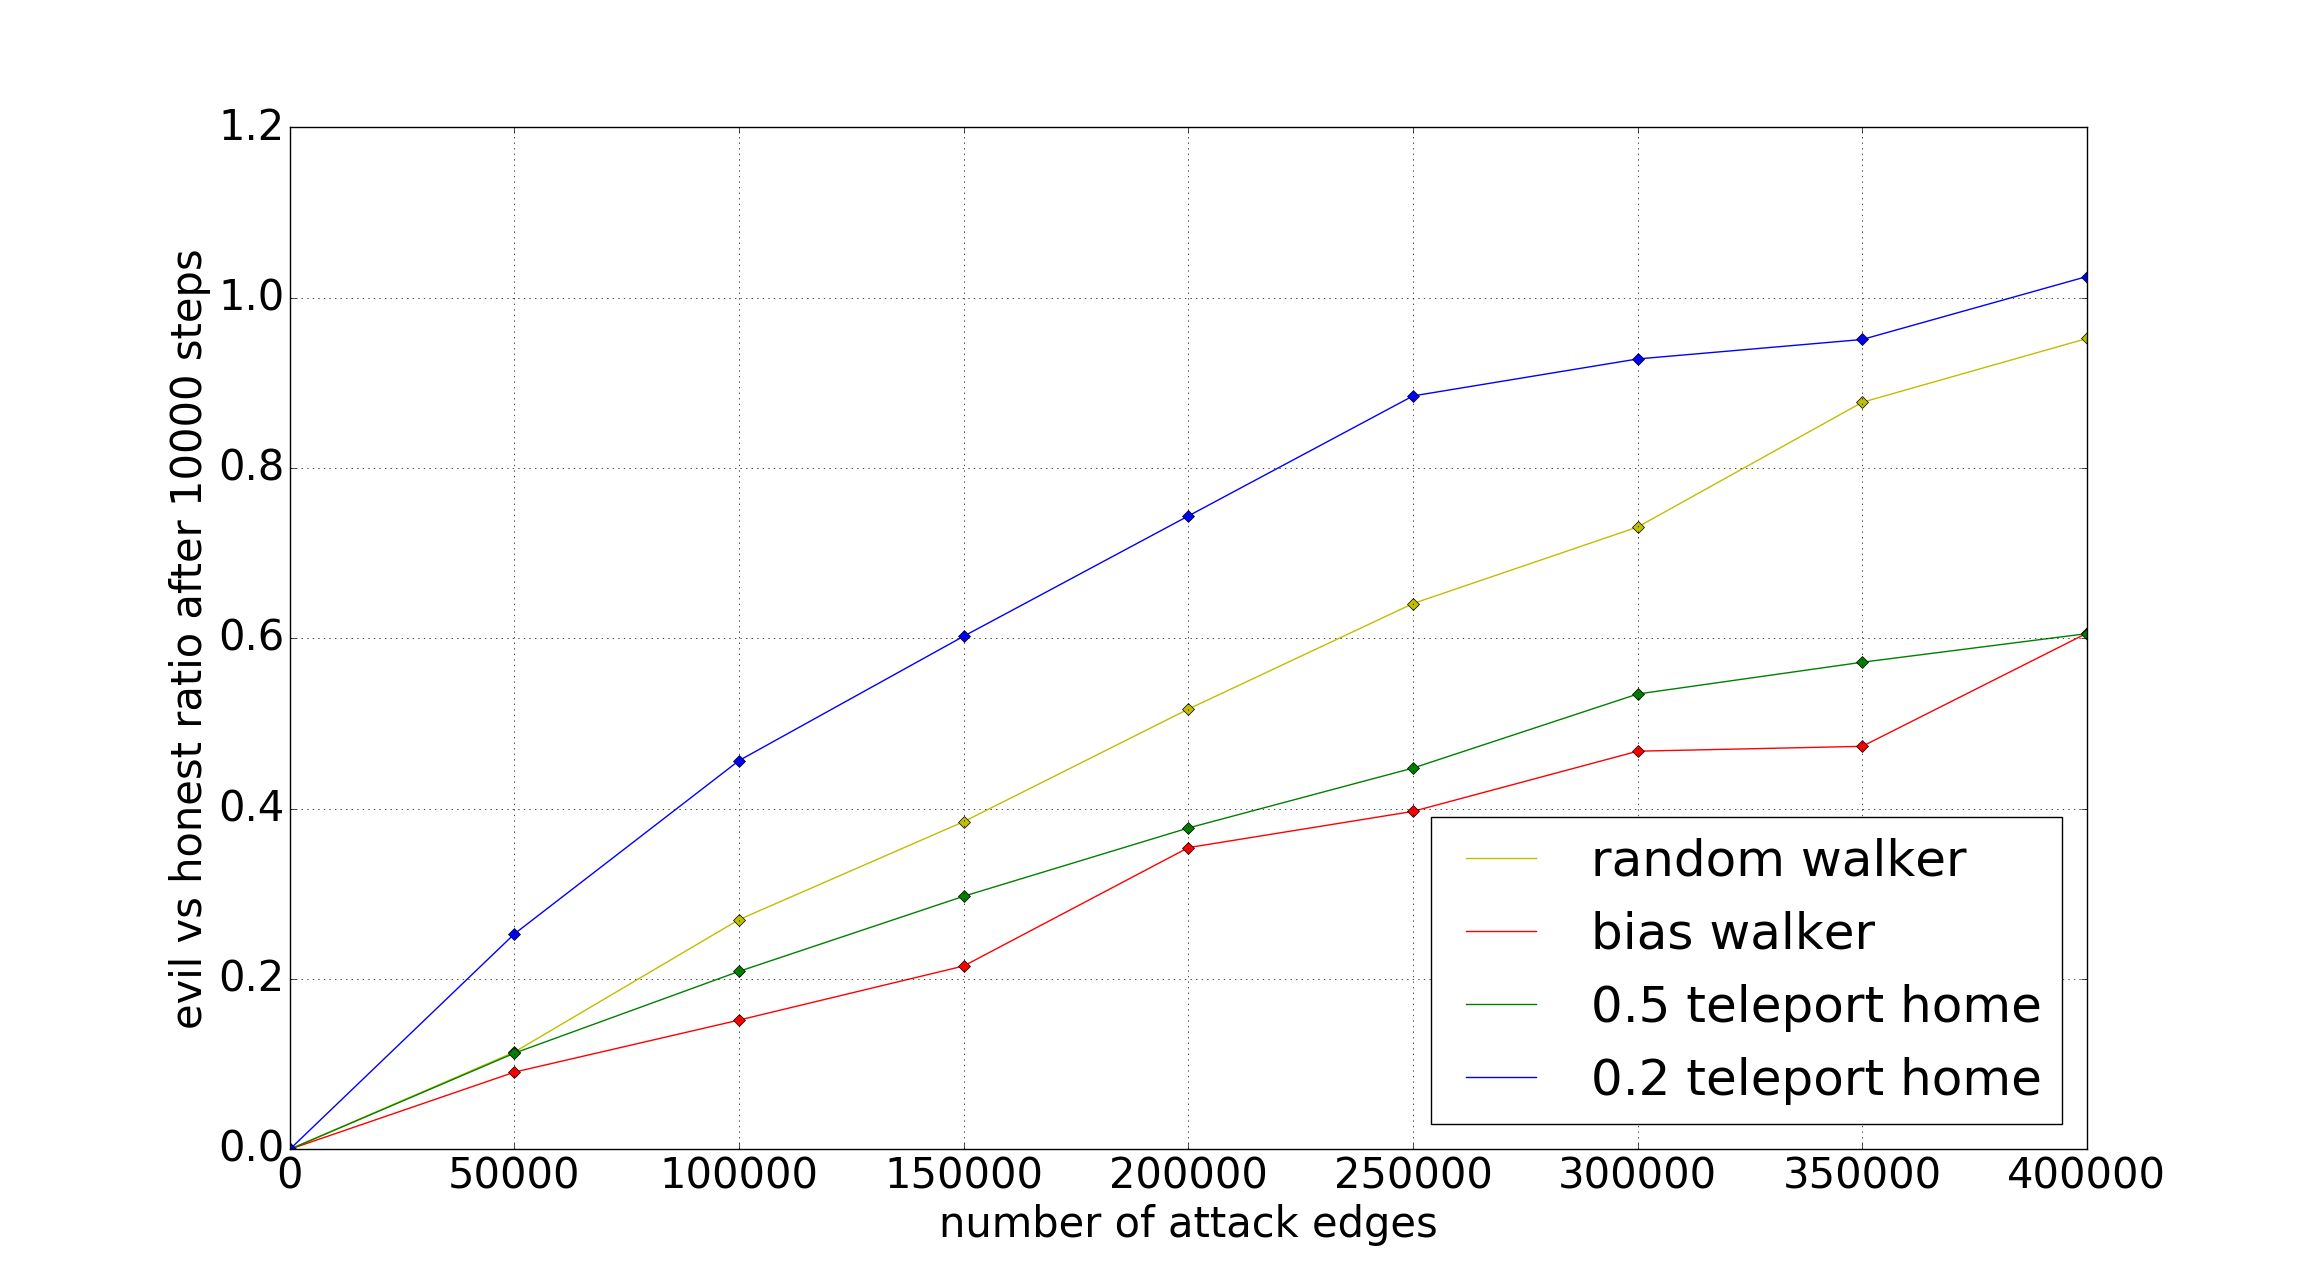 1.2
1.0
0.8
0.6
0.4
0.2
0.0
0 50000 100000 150000 200000 250000 300000 350000 400000
number of attack edges
evil vs honest ratio after 10000 steps
random walker
bias walker
0.5 teleport home
0.2 teleport home